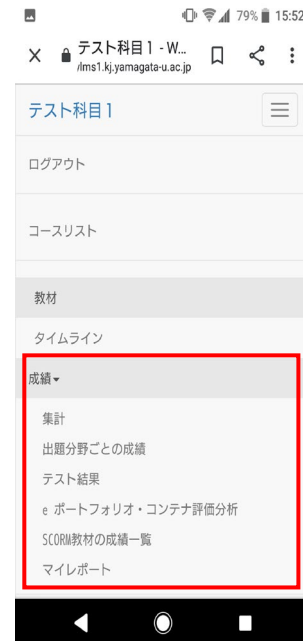 79% 15:52
テスト科目1 - W...
/lms1.kj.yamagata-u.ac.jp
テスト科目1
ログアウト
コースリスト
教材
タイムライン
成績▾
集計
出題分野ごとの成績
テスト結果
e ポートフォリオ・コンテナ評価分析
SCORM教材の成績一覧
マイレポート